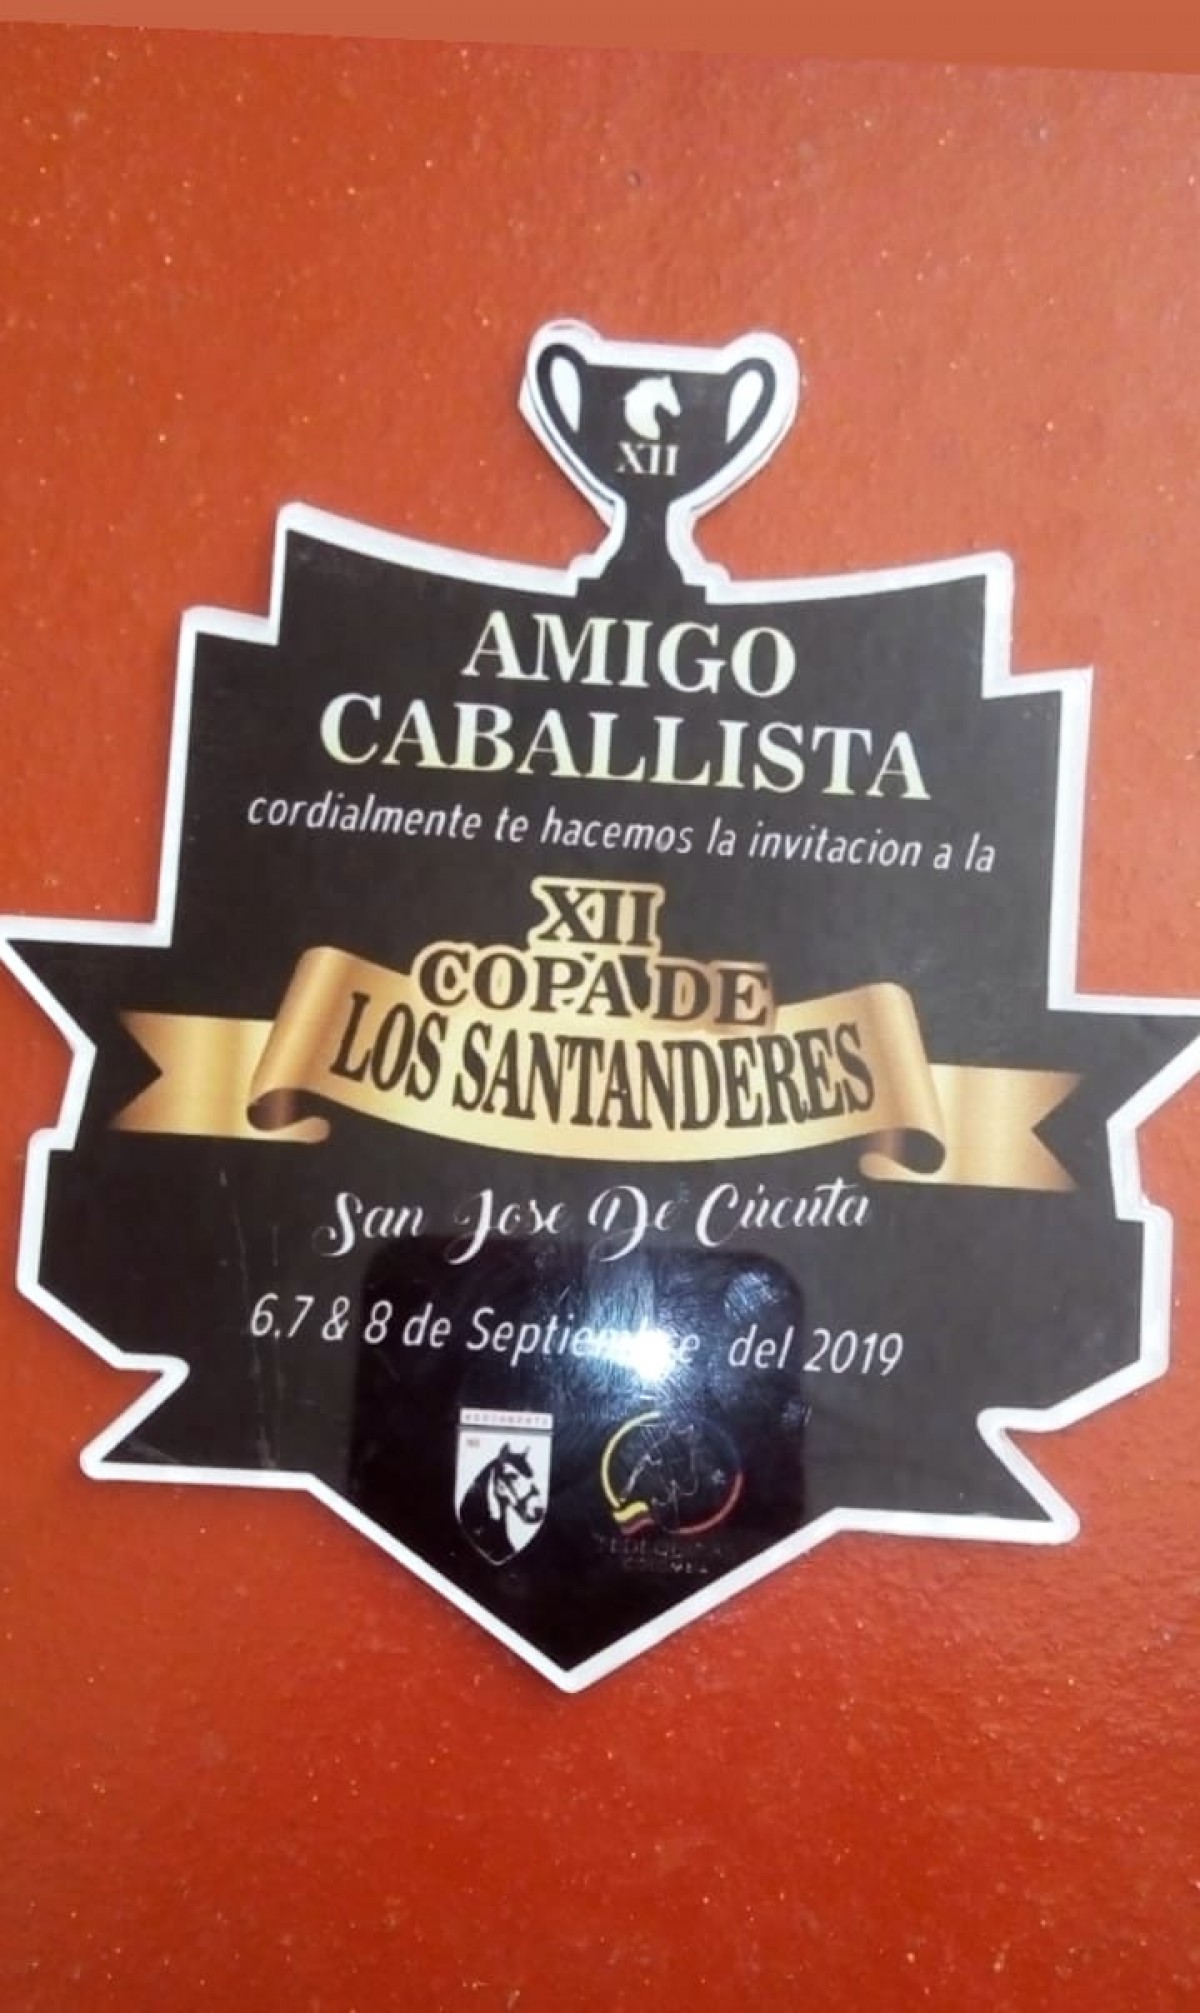 XII
AMIGO
CABALLISTA
cordialmente te hacemos la invitacion a la
XII
COPA DE
LOS SANTANDERES
San Jose De Cúcuta
6.7 & 8 de Septiembre del 2019